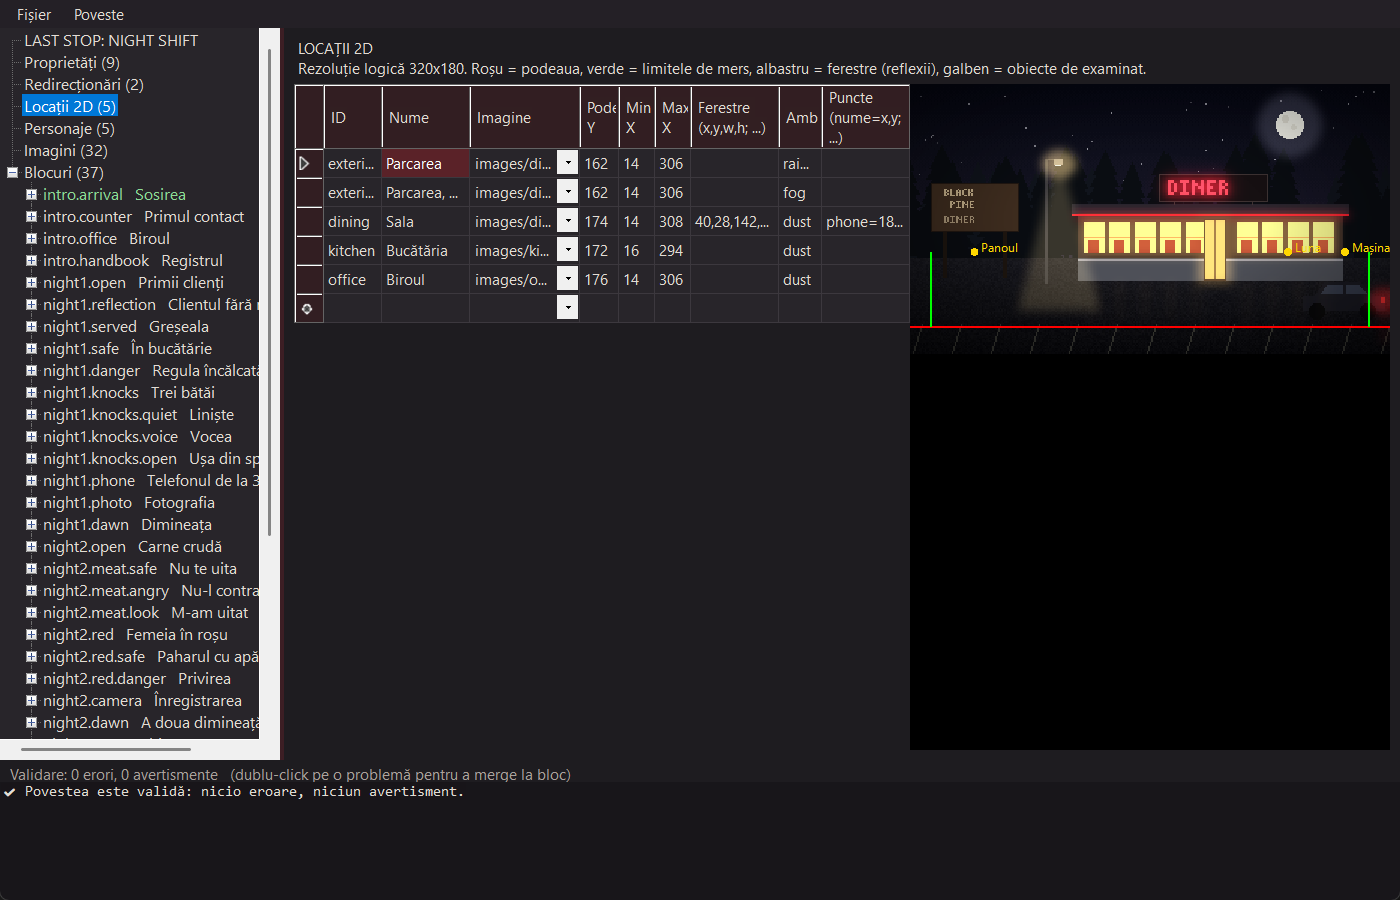 Fișier Poveste
LAST STOP: NIGHT SHIFT
Proprietăți (9)
Redirecționări (2)
Locații 2D (5)
Personaje (5)
Imagini (32)
Blocuri (37)
intro.arrival Sosirea
intro.counter Primul contact
intro.office Biroul
intro.handbook Registrul
night1.open Primii clienți
night1.reflection Clientul fără
night1.served Greșeala
night1.safe În bucătărie
night1.danger Regula încălcată
night1.knocks Trei bătăi
night1.knocks.quiet Liniște
night1.knocks.voice Vocea
night1.knocks.open Ușa din sp
night1.phone Telefonul de la 3
night1.photo Fotografia
night1.dawn Dimineața
night2.open Carne crudă
night2.meat.safe Nu te uita
night2.meat.angry Nu-l contra
night2.meat.look M-am uitat
night2.red Femeia în roșu
night2.red.safe Paharul cu apă
night2.red.danger Privirea
night2.camera Înregistrarea
night2.dawn A doua dimineață
LOCAȚII 2D
Rezoluție logică 320x180. Roșu = podeaua, verde = limitele de mers, albastru = ferestre (reflexii), galben = obiecte de examinat.
ID Nume Imagine Pode Y Min X Max X Ferestre (x,y,w,h; ...) Amb Puncte (nume=x,y; ...)
exteri... Parcarea images/di... 162 14 306 rai...
exteri... Parcarea, ... images/di... 162 14 306 fog
dining Sala images/di... 174 14 308 40,28,142,... dust phone=18...
kitchen Bucătăria images/ki... 172 16 294 dust
office Biroul images/o... 176 14 306 dust
DINER
BLACK
PINE
DINER
Panoul Luna Mașina
Validare: 0 erori, 0 avertismente (dublu-click pe o problemă pentru a merge la bloc)
Povestea este validă: nicio eroare, niciun avertisment.